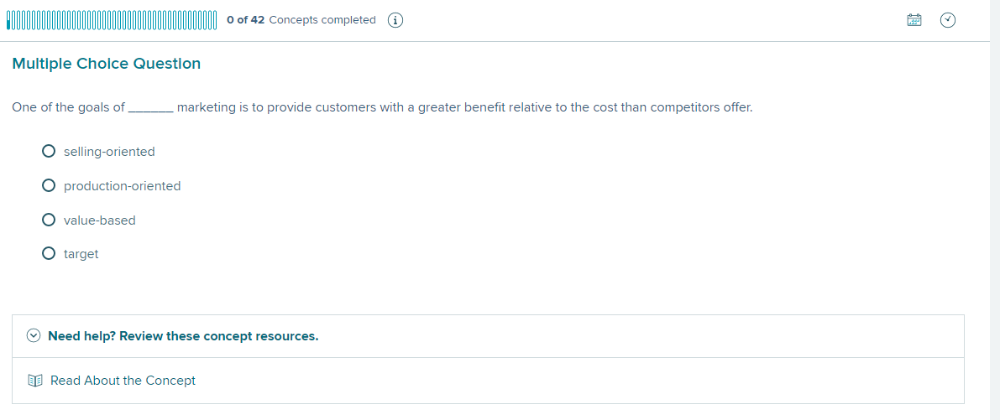 0 of 42 Concepts completed
Multiple Choice Question
One of the goals of ______ marketing is to provide customers with a greater benefit relative to the cost than competitors offer.
selling-oriented
production-oriented
value-based
target
Need help? Review these concept resources.
Read About the Concept